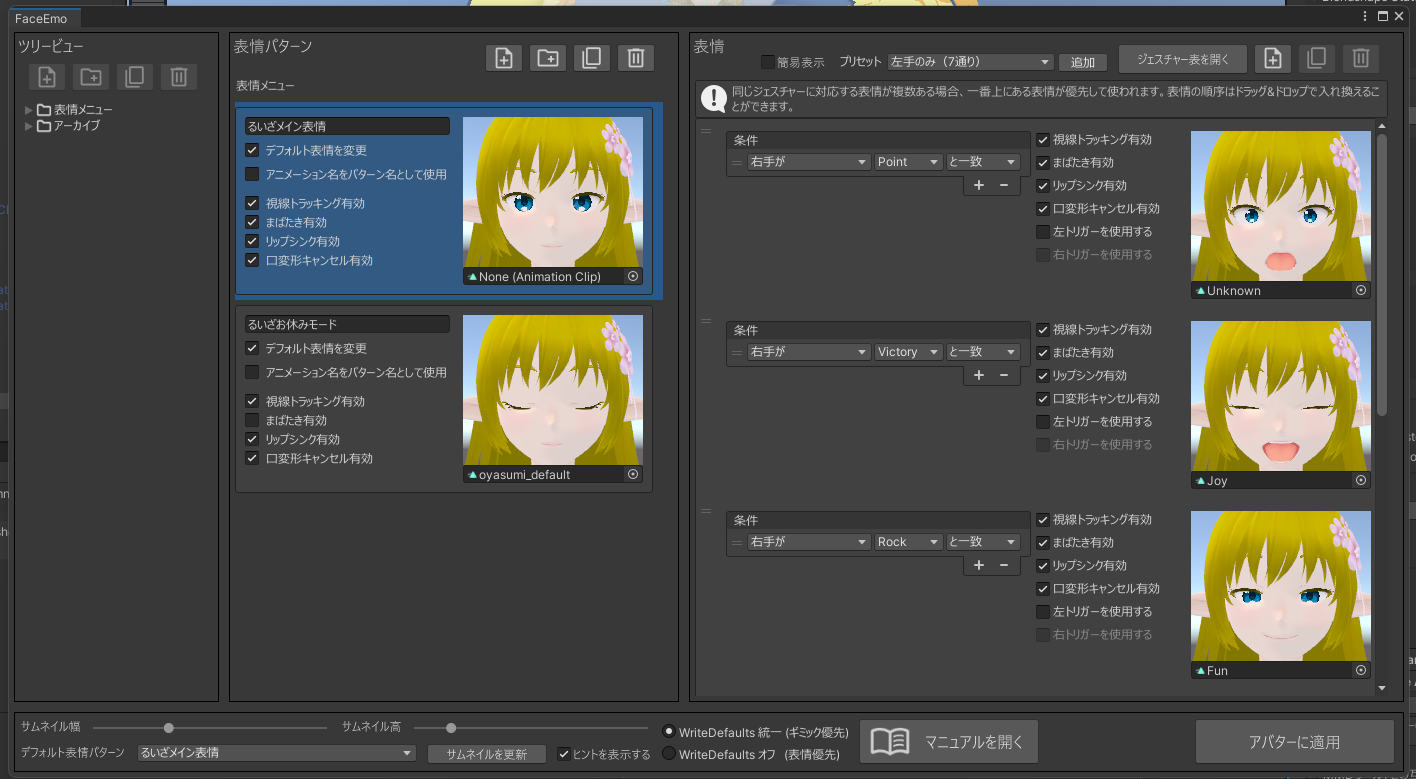 FaceEmo
ツリービュー
表情メニュー
アーカイブ
表情パターン
表情メニュー
るいざメイン表情
デフォルト表情を変更
アニメーション名をパターン名として使用
視線トラッキング有効
まばたき有効
リップシンク有効
口変形キャンセル有効
None (Animation Clip)
るいざお休みモード
デフォルト表情を変更
アニメーション名をパターン名として使用
視線トラッキング有効
まばたき有効
リップシンク有効
口変形キャンセル有効
oyasumi_default
表情
簡易表示 プリセット 左手のみ（7通り） 追加 ジェスチャー表を開く
同じジェスチャーに対応する表情が複数ある場合、一番上にある表情が優先して使われます。表情の順序はドラッグ&ドロップで入れ換えるこ
とができます。
条件
右手が Point と一致
+ −
視線トラッキング有効
まばたき有効
リップシンク有効
口変形キャンセル有効
左トリガーを使用する
右トリガーを使用する
Unknown
条件
右手が Victory と一致
+ −
視線トラッキング有効
まばたき有効
リップシンク有効
口変形キャンセル有効
左トリガーを使用する
右トリガーを使用する
Joy
条件
右手が Rock と一致
+ −
視線トラッキング有効
まばたき有効
リップシンク有効
口変形キャンセル有効
左トリガーを使用する
右トリガーを使用する
Fun
サムネイル幅 サムネイル高
デフォルト表情パターン るいざメイン表情 サムネイルを更新 ヒントを表示する
WriteDefaults 統一 (ギミック優先)
WriteDefaults オフ （表情優先）
マニュアルを開く
アバターに適用